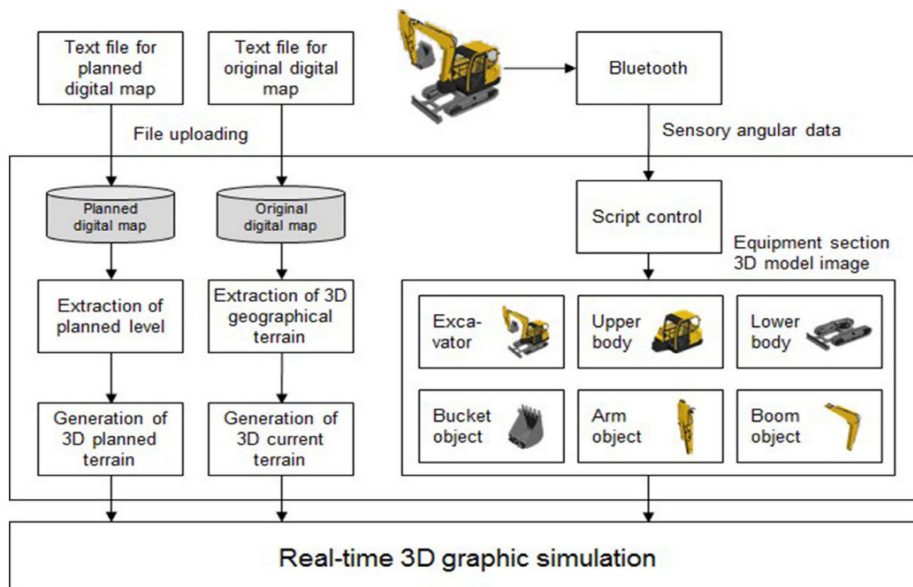 Text file for
planned
digital map
Text file for
original digital
map
Bluetooth
File uploading
Sensory angular data
Planned
digital map
Original
digital map
Script control
Equipment section
3D model image
Extraction of
planned level
Extraction of 3D
geographical
terrain
Exca-
vator
Upper
body
Lower
body
Generation of
3D planned
terrain
Generation of
3D current
terrain
Bucket
object
Arm
object
Boom
object
Real-time 3D graphic simulation